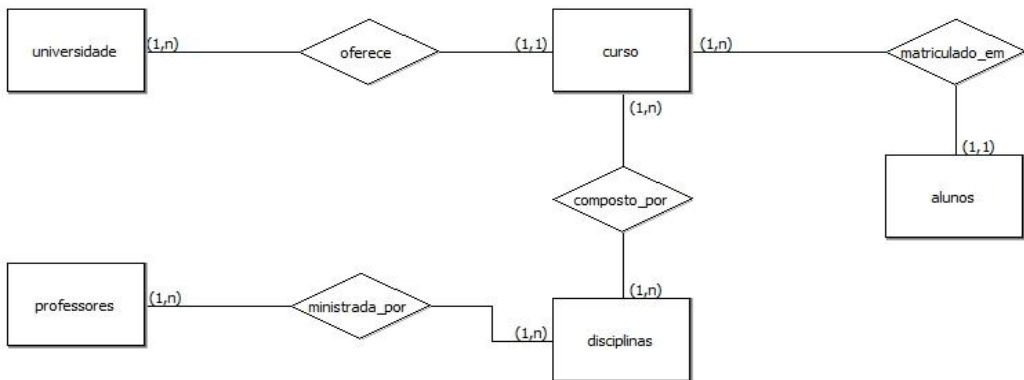 universidade
(1,n)
oferece
(1,1)
curso
(1,n)
matriculado_em
(1,n)
(1,1)
composto_por
alunos
professores
(1,n)
ministrada_por
(1,n)
(1,n)
disciplinas